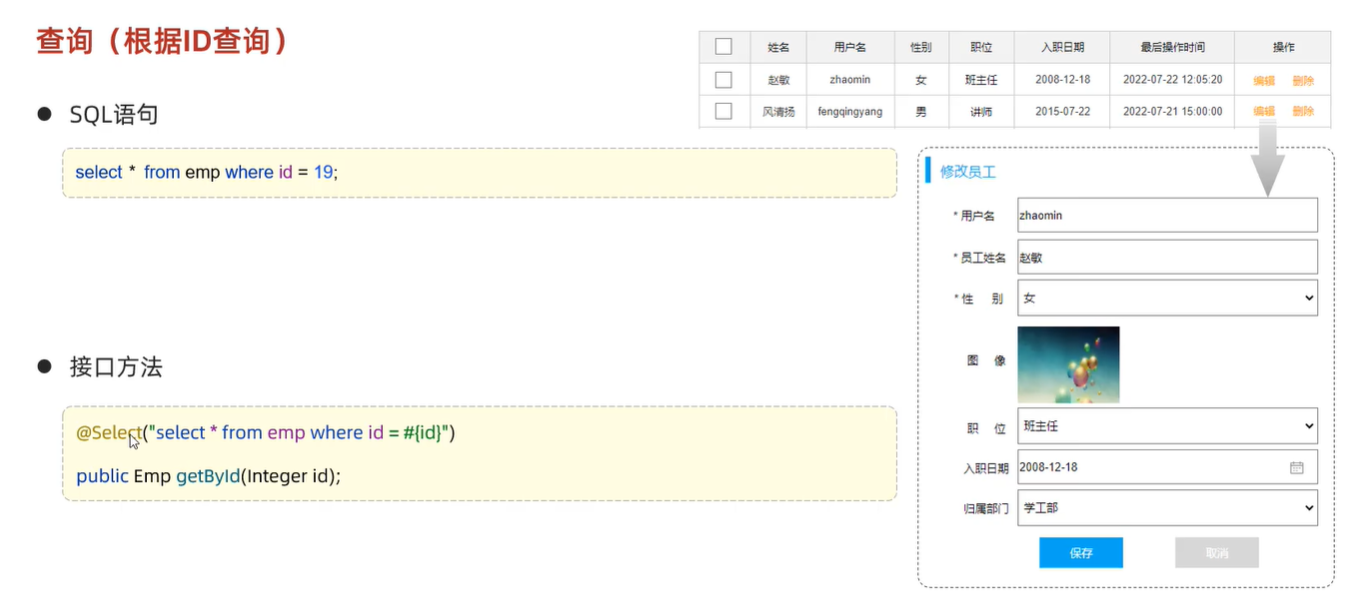 查询（根据ID查询）
SQL语句
select * from emp where id = 19;
接口方法
@Select("select * from emp where id = #{id}")
public Emp getById(Integer id);
姓名 用户名 性别 职位 入职日期 最后操作时间 操作
赵敏 zhaomin 女 班主任 2008-12-18 2022-07-22 12:05:20 编辑 删除
风清扬 fengqingyang 男 讲师 2015-07-22 2022-07-21 15:00:00 编辑 删除
修改员工
* 用户名 zhaomin
* 员工姓名 赵敏
* 性 别 女
图 像
职 位 班主任
入职日期 2008-12-18
归属部门 学工部
保存 取消